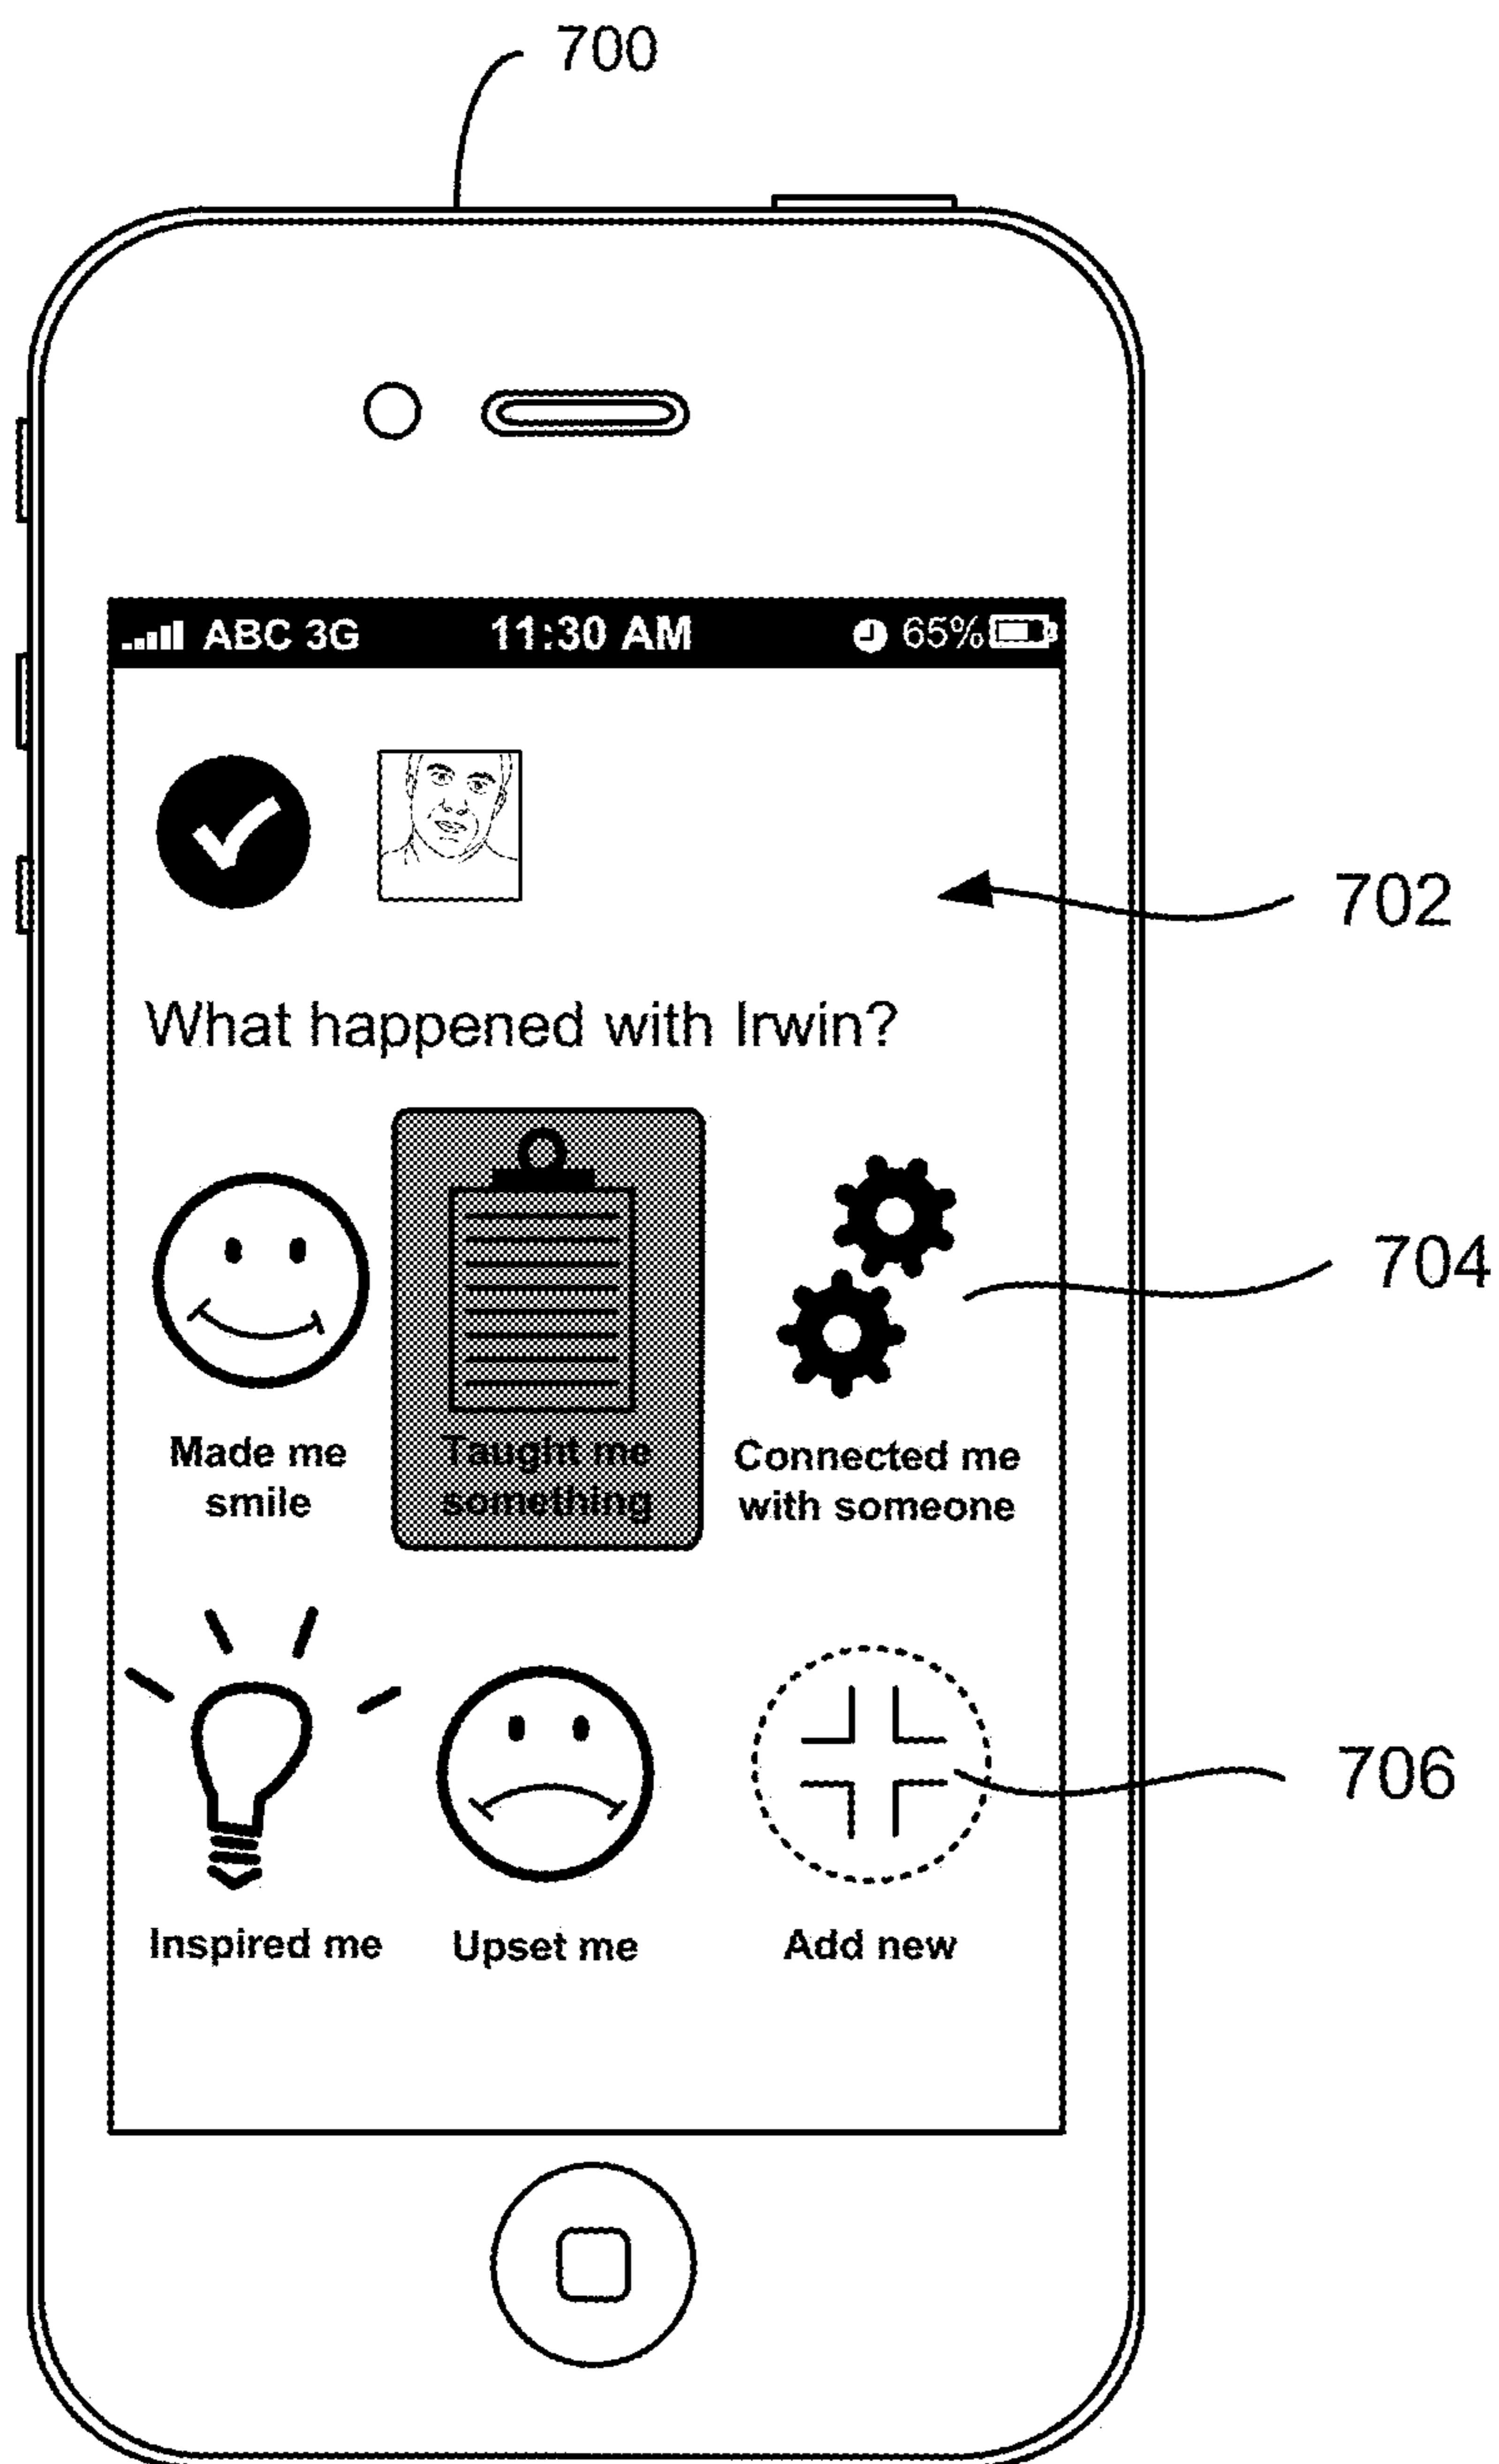 700
ABC 3G 11:30 AM 65%
702
What happened with Irwin?
704
Made me
smile
Taught me
something
Connected me
with someone
706
Inspired me
Upset me
Add new